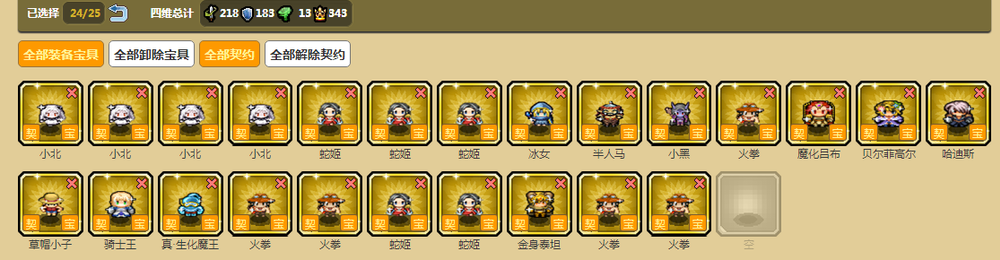 已选择 24/25 四维总计 218 183 13 343
全部装备宝具 全部卸除宝具 全部契约 全部解除契约
契 宝 契 宝 契 宝 契 宝 契 宝 契 宝 契 宝 契 宝 契 宝 契 宝 契 宝 契 宝 契 宝 契 宝
小北 小北 小北 小北 蛇姬 蛇姬 蛇姬 冰女 半人马 小黑 火拳 魔化吕布 贝尔菲高尔 哈迪斯
契 宝 契 宝 契 宝 契 宝 契 宝 契 宝 契 宝 契 宝 契 宝 契 宝
草帽小子 骑士王 真·生化魔王 火拳 火拳 蛇姬 蛇姬 金身泰坦 火拳 火拳 空